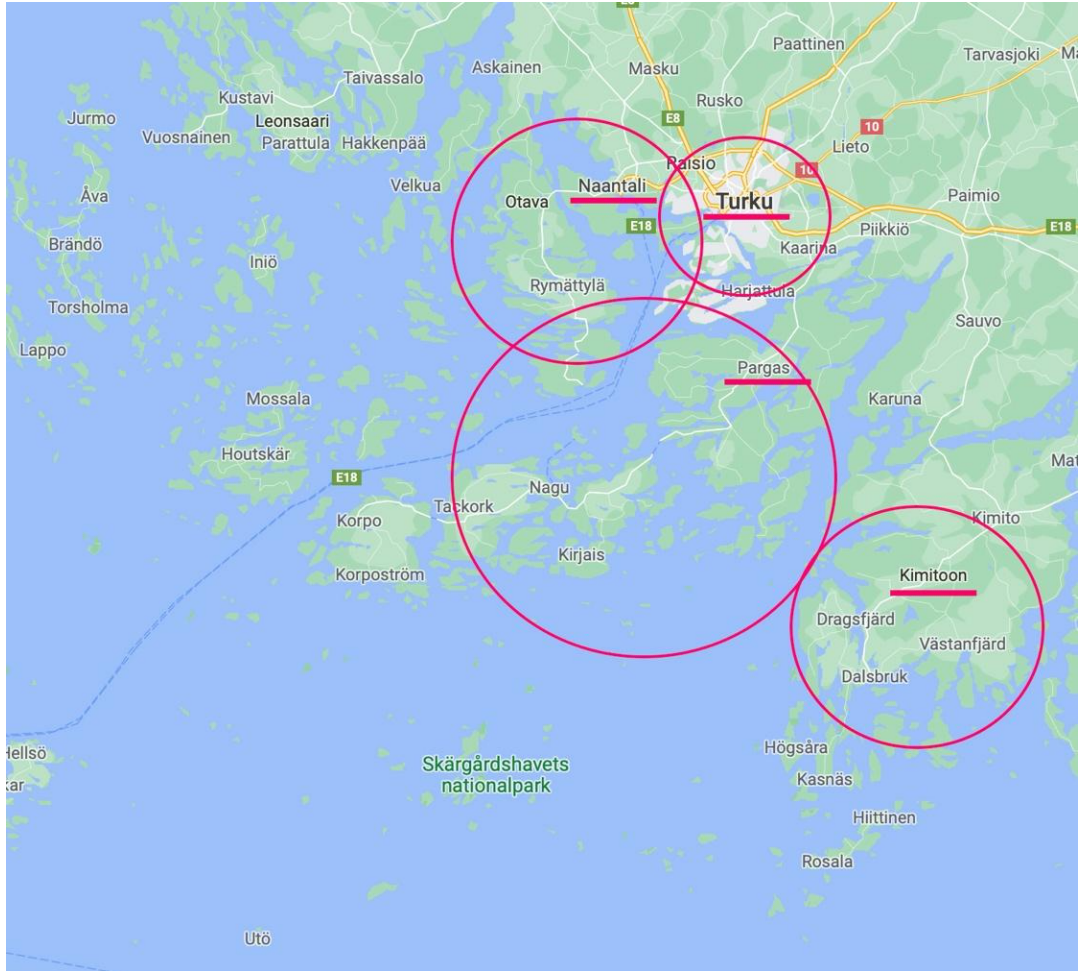 E8
Paattinen
Tarvasjoki
Askainen
Masku
Taivassalo
Kustavi
Rusko
Jurmo
Leonsaari
E8
10
Vuosnainen
Parattula
Hakkenpää
Lieto
Raisio
10
Velkua
Naantali
Åva
Otava
Turku
Paimio
E18
Piikkiö
E18
Brändö
Kaarina
Iniö
Rymättylä
Harjattula
Torsholma
Sauvo
Lappo
Pargas
Mossala
Karuna
Houtskär
E18
Nagu
Tackork
Korpo
Kimito
Kirjais
Korpoström
Kimitoon
Dragsfjärd
Västanfjärd
Dalsbruk
Högsåra
Skärgårdshavets
nationalpark
Kasnäs
Hiittinen
Rosala
Utö